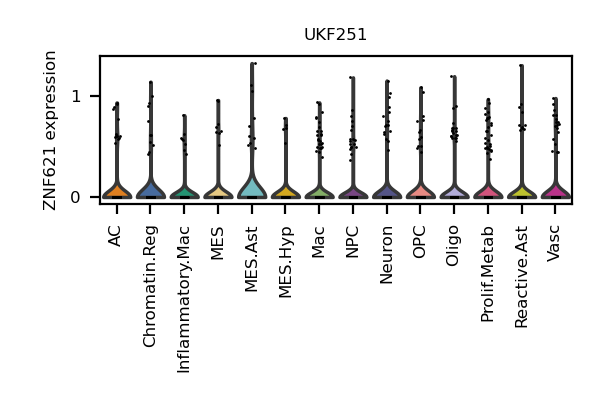 UKF251
ZNF621 expression
1
0
AC
Chromatin.Reg
Inflammatory.Mac
MES
MES.Ast
MES.Hyp
Mac
NPC
Neuron
OPC
Oligo
Prolif.Metab
Reactive.Ast
Vasc